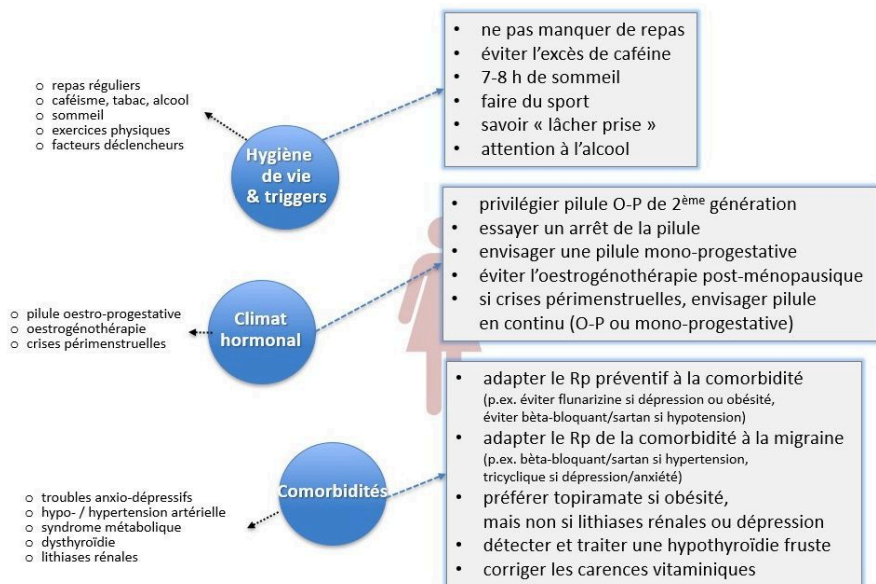 ne pas manquer de repas
éviter l’excès de caféine
7-8 h de sommeil
faire du sport
savoir « lâcher prise »
attention à l’alcool
repas réguliers
caféisme, tabac, alcool
sommeil
exercices physiques
facteurs déclencheurs
Hygiène
de vie
& triggers
privilégier pilule O-P de 2ème génération
essayer un arrêt de la pilule
envisager une pilule mono-progestative
éviter l’oestrogénothérapie post-ménopausique
si crises périmenstruelles, envisager pilule
en continu (O-P ou mono-progestative)
pilule oestro-progestative
oestrogénothérapie
crises périmenstruelles
Climat
hormonal
adapter le Rp préventif à la comorbidité
(p.ex. éviter flunarizine si dépression ou obésité,
éviter bèta-bloquant/sartan si hypotension)
adapter le Rp de la comorbidité à la migraine
(p.ex. bèta-bloquant/sartan si hypertension,
tricyclique si dépression/anxiété)
préférer topiramate si obésité,
mais non si lithiases rénales ou dépression
détecter et traiter une hypothyroïdie fruste
corriger les carences vitaminiques
Comorbidités
troubles anxio-dépressifs
hypo- / hypertension artérielle
syndrome métabolique
dysthyroïdie
lithiases rénales